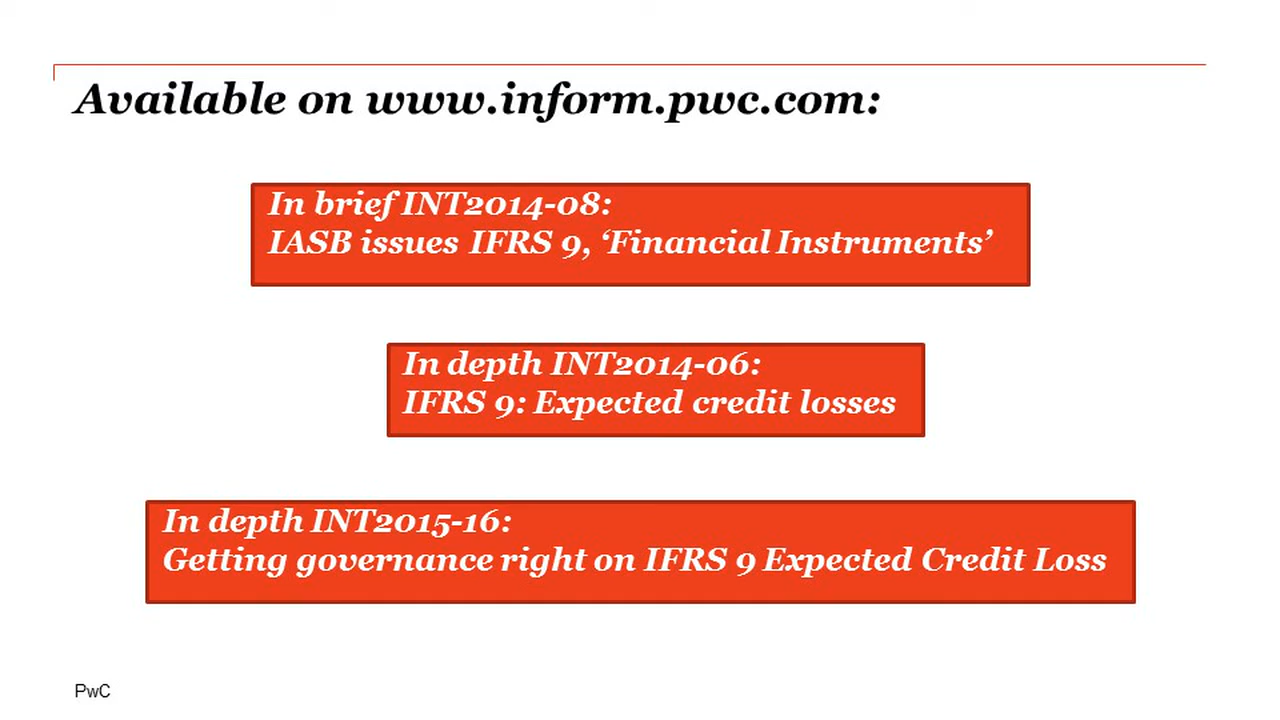 Available on www.inform.pwc.com:
In brief INT2014-08:
IASB issues IFRS 9, ‘Financial Instruments’
In depth INT2014-06:
IFRS 9: Expected credit losses
In depth INT2015-16:
Getting governance right on IFRS 9 Expected Credit Loss
PwC